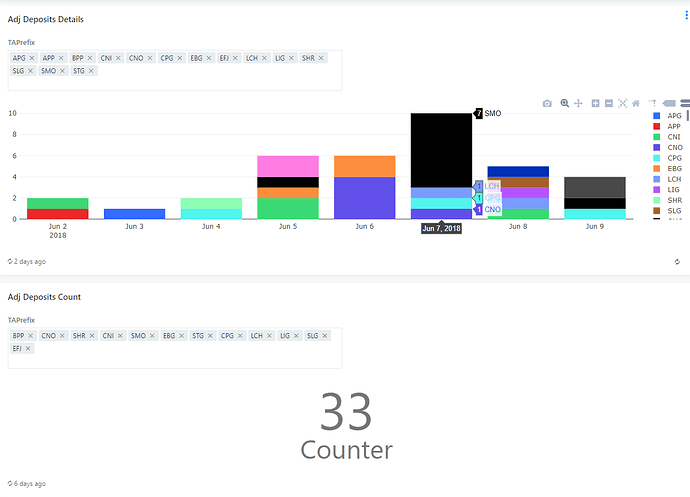 Adj Deposits Details
TAPrefix
APG × APP × BPP × CNI × CNO × CPG × EBG × EFJ × LCH × LIG × SHR ×
SLG × SMO × STG ×
10
8
6
4
2
0
7 SMO
1 LCH
1 CPG
1 CNO
Jun 2
2018
Jun 3
Jun 4
Jun 5
Jun 6
Jun 7, 2018
Jun 8
Jun 9
APG
APP
CNI
CNO
CPG
EBG
LCH
LIG
SHR
SLG
2 days ago
Adj Deposits Count
TAPrefix
BPP × CNO × SHR × CNI × SMO × EBG × STG × CPG × LCH × LIG × SLG ×
EFJ ×
33
Counter
6 days ago